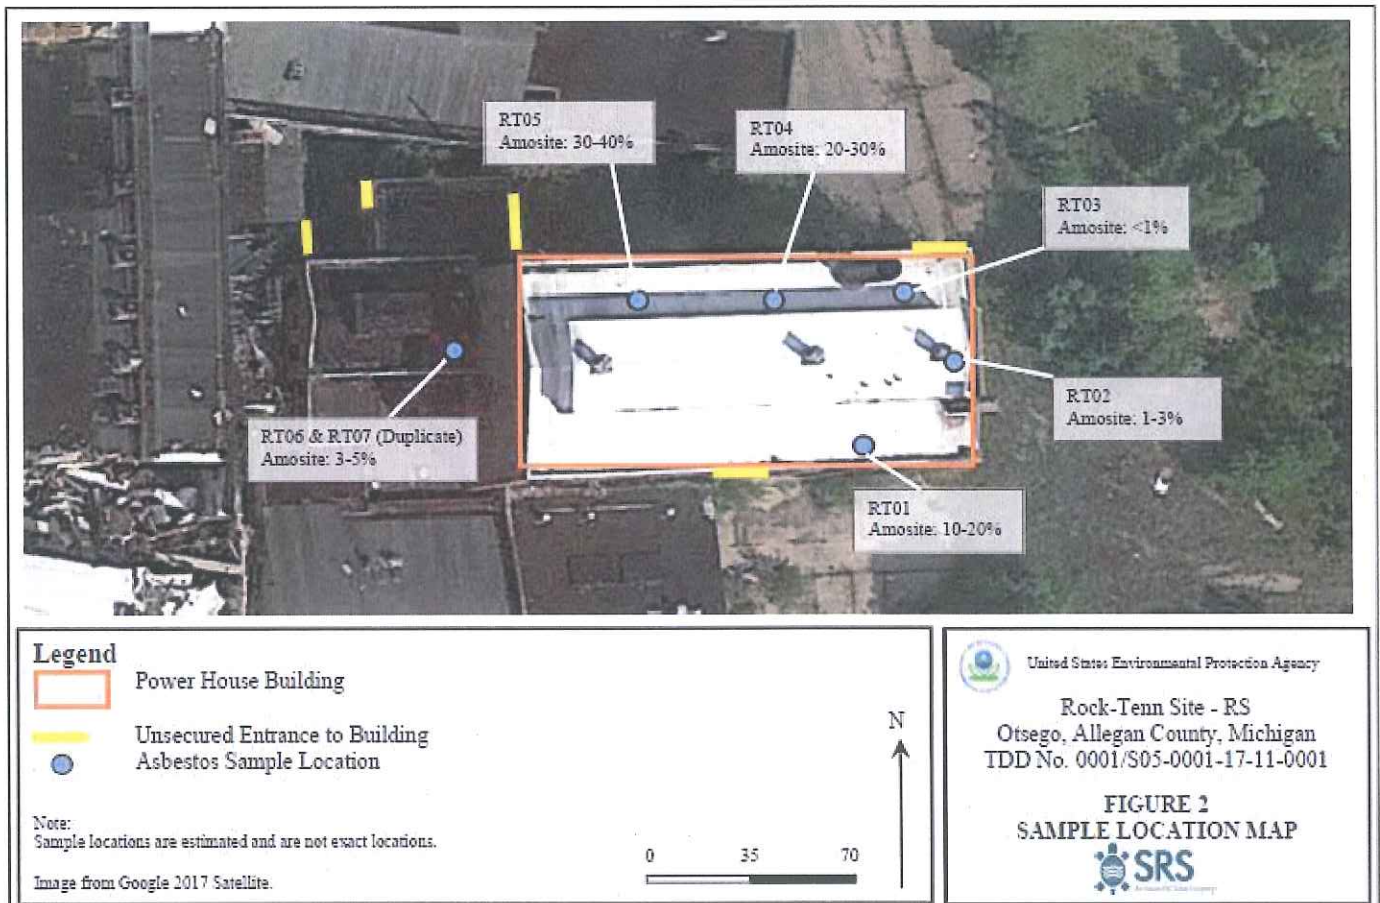 RT05
Amosite: 30-40%
RT04
Amosite: 20-30%
RT03
Amosite: <1%
RT02
Amosite: 1-3%
RT06 & RT07 (Duplicate)
Amosite: 3-5%
RT01
Amosite: 10-20%
Legend
Power House Building
Unsecured Entrance to Building
Asbestos Sample Location
Note:
Sample locations are estimated and are not exact locations.
Image from Google 2017 Satellite.
N
0 35 70
United States Environmental Protection Agency
Rock-Tenn Site - RS
Otsego, Allegan County, Michigan
TDD No. 0001/S05-0001-17-11-0001
FIGURE 2
SAMPLE LOCATION MAP
SRS